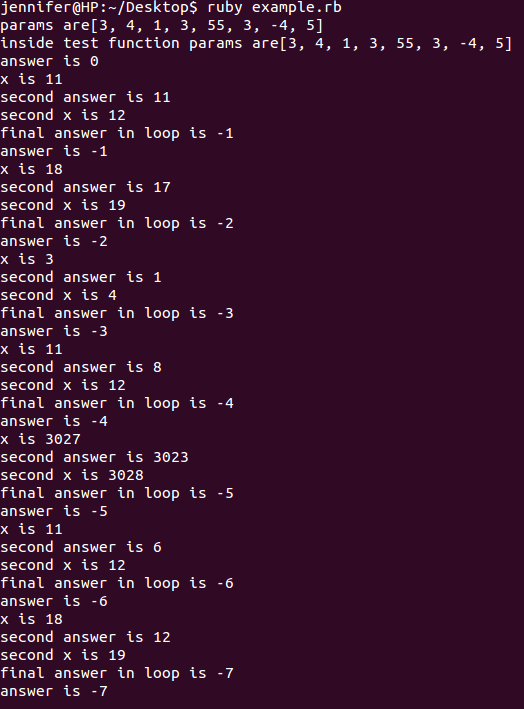 jennifer@HP:~/Desktop$ ruby example.rb
params are[3, 4, 1, 3, 55, 3, -4, 5]
inside test function params are[3, 4, 1, 3, 55, 3, -4, 5]
answer is 0
x is 11
second answer is 11
second x is 12
final answer in loop is -1
answer is -1
x is 18
second answer is 17
second x is 19
final answer in loop is -2
answer is -2
x is 3
second answer is 1
second x is 4
final answer in loop is -3
answer is -3
x is 11
second answer is 8
second x is 12
final answer in loop is -4
answer is -4
x is 3027
second answer is 3023
second x is 3028
final answer in loop is -5
answer is -5
x is 11
second answer is 6
second x is 12
final answer in loop is -6
answer is -6
x is 18
second answer is 12
second x is 19
final answer in loop is -7
answer is -7